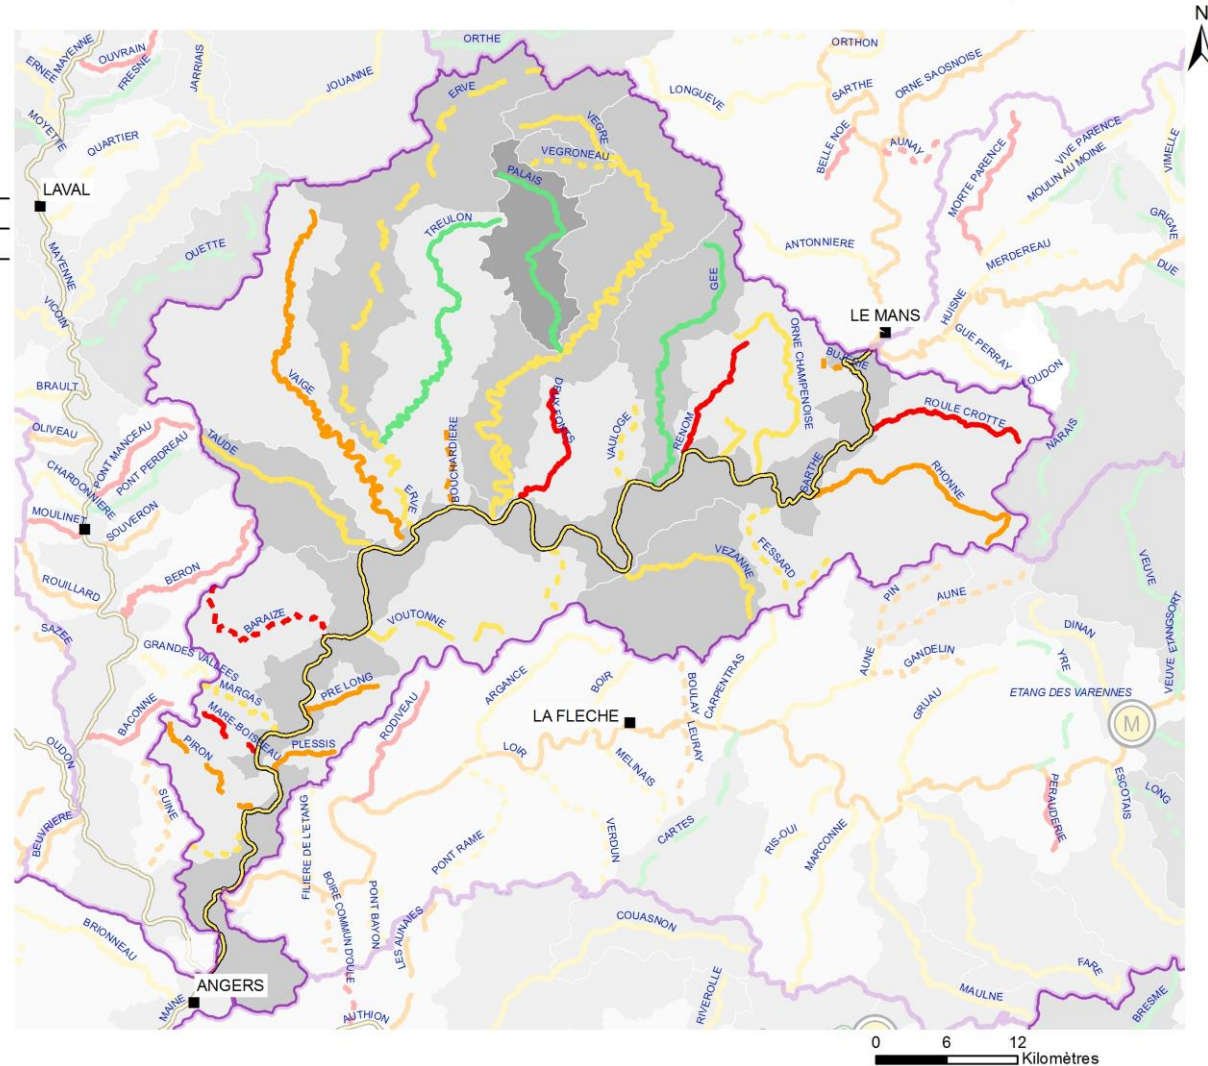 N
ORTHE
ORTHON
OUVRAIN
MAYENNE
ERNEE
FRESNE
JARRIAIS
JOUANNE
ERVE
LONGUEVE
SARTHE
ORNE SAOSNOISE
MOYETTE
QUARTIER
VEGRE
VEGRONEAU
BELLE NOE
AUNAY
MORTE PARENCE
VIVE PARENCE
MOULIN AU MOINE
VIMELLE
LAVAL
PALAIS
TREULON
GRIGNE
OUETTE
MAYENNE
ANTONNIERE
MERDEREAU
DUE
GEE
VICOIN
HUISNE
LE MANS
ORNE CHAMPENOISE
GUE PERRAY
OUDON
BRAULT
VAIGE
DEUX FONTS
ROULE CROTTE
OLIVEAU
PONT MANCEAU
PONT PERDREAU
TAUDE
BOUCHARDIERE
VAULOGE
RENOM
NARAIS
CHARDONNIERE
SARTHE
RHONNE
MOULINET
SOUVERON
ERVE
FESSARD
VEZANNE
ROUILLARD
BERON
VEUVE
PIN
AUNE
BARAIZE
VOUTONNE
SAZEE
GRANDES VALLEES
DINAN
VEUVE ETANGSORT
MARGAS
PRE LONG
ARGANCE
BOIR
BOULAY
CARPENTRAS
AUNE
GANDELIN
YRE
BACONNE
MARE-BOISSEAU
RODIVEAU
LA FLECHE
GRUAU
ETANG DES VARENNES
M
PIRON
PLESSIS
LOIR
LEURAY
OUDON
MELINAIS
SUINE
FILIERE DE L'ETANG
PERAUDERIE
ESCOTAIS
LONG
BEUVRIERE
PONT RAME
VERDUN
CARTES
RIS-OUI
MARCONNE
BOIRE COMMUN D'OULE
PONT BAYON
LES AUNAIES
COUASNON
BRIONNEAU
FARE
ANGERS
MAINE
AUTHION
RIVEROLLE
MAULNE
BRESME
0 6 12
Kilomètres